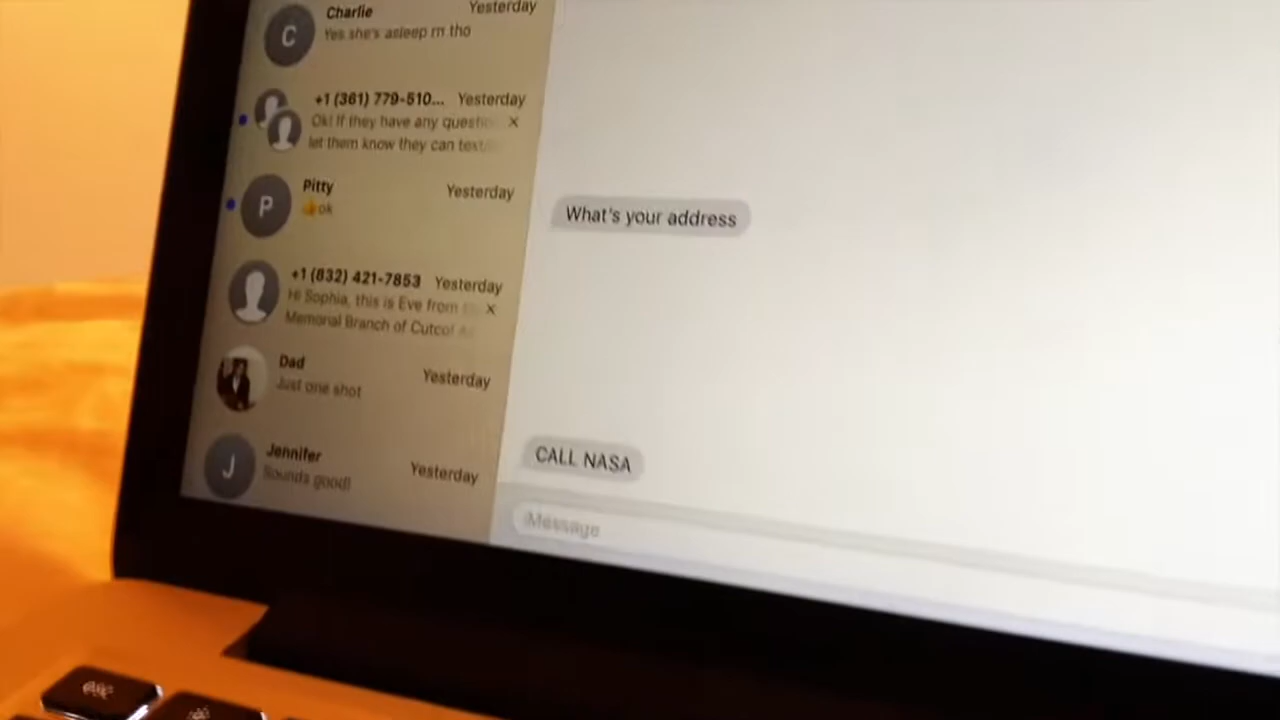 Charlie
Yesterday
Yes she's asleep rn tho
+1 (361) 779-510... Yesterday
Ok! If they have any questio
let them know they can text
Pitty
Yesterday
👍ok
+1 (832) 421-7853 Yesterday
Hi Sophia, this is Eve from
Memorial Branch of Cutco!
Dad
Yesterday
Just one shot
Jennifer
Yesterday
Sounds good!
What's your address
CALL NASA
iMessage
esc